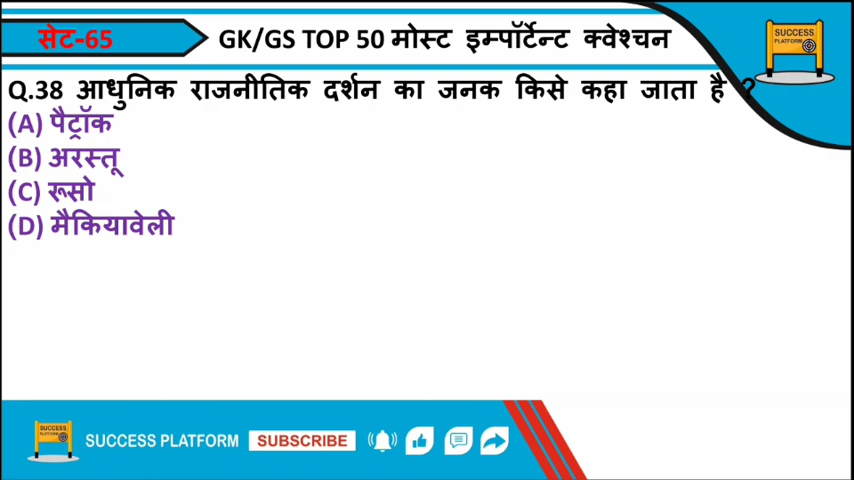 सेट-65
GK/GS TOP 50 मोस्ट इम्पॉर्टेन्ट क्वेश्चन
SUCCESS
PLATFORM
Q.38 आधुनिक राजनीतिक दर्शन का जनक किसे कहा जाता है ?
(A) पैट्रॉक
(B) अरस्तू
(C) रूसो
(D) मैकियावेली
SUCCESS
PLATFORM
SUCCESS PLATFORM
SUBSCRIBE